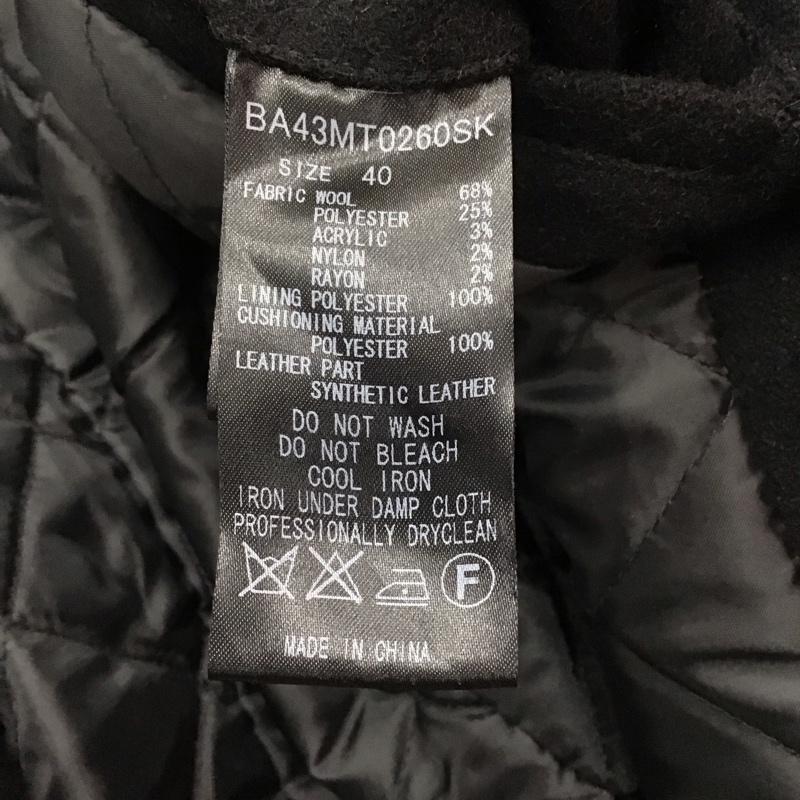 BA43MT0260SK
SIZE 40
FABRIC WOOL 68%
POLYESTER 25%
ACRYLIC 3%
NYLON 2%
RAYON 2%
LINING POLYESTER 100%
CUSHIONING MATERIAL
POLYESTER 100%
LEATHER PART
SYNTHETIC LEATHER
DO NOT WASH
DO NOT BLEACH
COOL IRON
IRON UNDER DAMP CLOTH
PROFESSIONALLY DRYCLEAN
F
MADE IN CHINA